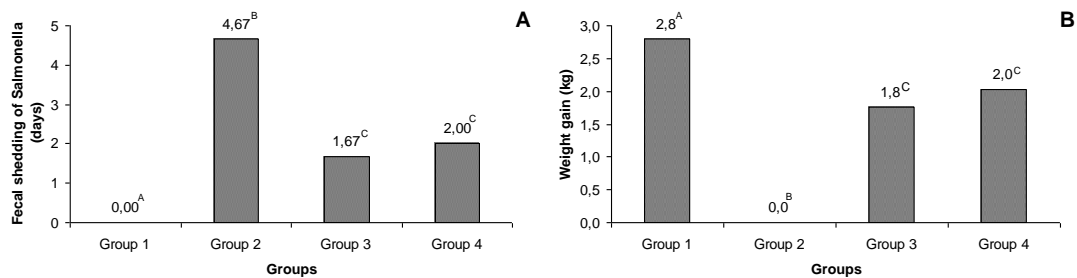 A
Fecal shedding of Salmonella
(days)
5
4
3
2
1
0
0,00A
4,67B
1,67C
2,00C
Group 1 Group 2 Group 3 Group 4
Groups
B
Weight gain (kg)
3,0
2,5
2,0
1,5
1,0
0,5
0,0
2,8A
0,0B
1,8C
2,0C
Group 1 Group 2 Group 3 Group 4
Groups